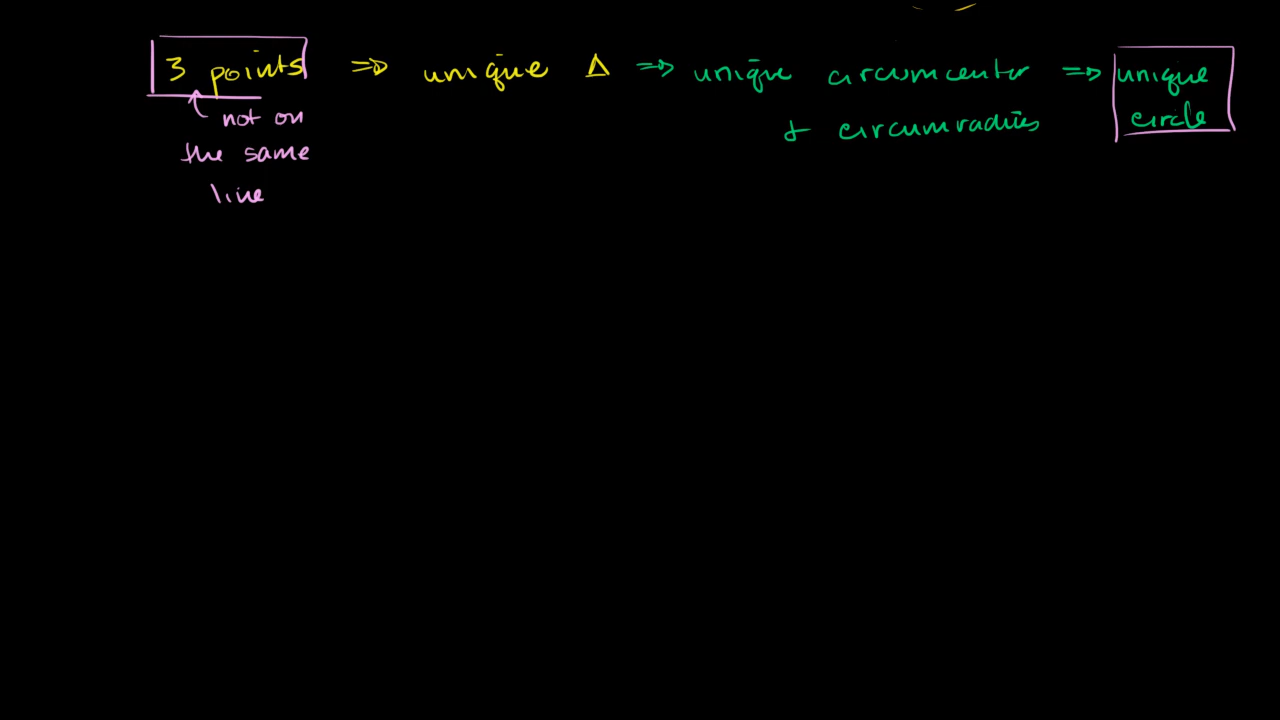 3 points ⇒ unique Δ ⇒ unique circumcenter ⇒ unique
+ circumradius circle
not on
the same
line